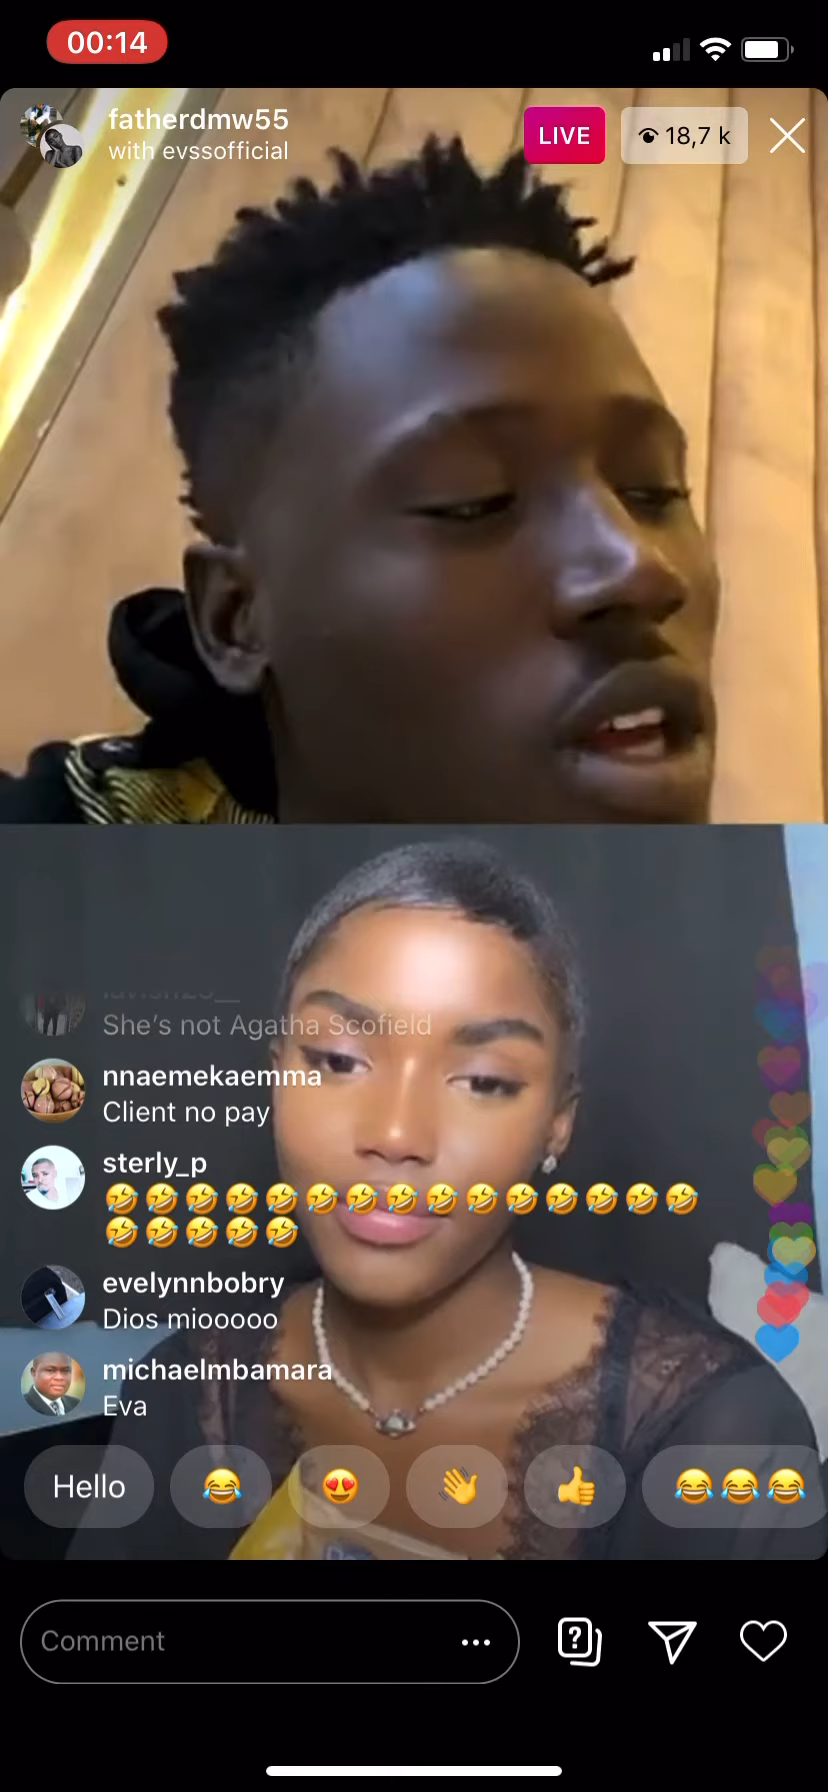 00:14
fatherdmw55
with evssofficial
LIVE
18,7 k
She's not Agatha Scofield
nnaemekaemma
Client no pay
sterly_p
🤣🤣🤣🤣🤣🤣🤣🤣🤣🤣🤣🤣🤣🤣🤣
🤣🤣🤣🤣🤣
evelynnbobry
Dios miooooo
michaelmbamara
Eva
Hello 😂 😍 👋 👍 😂😂😂
Comment